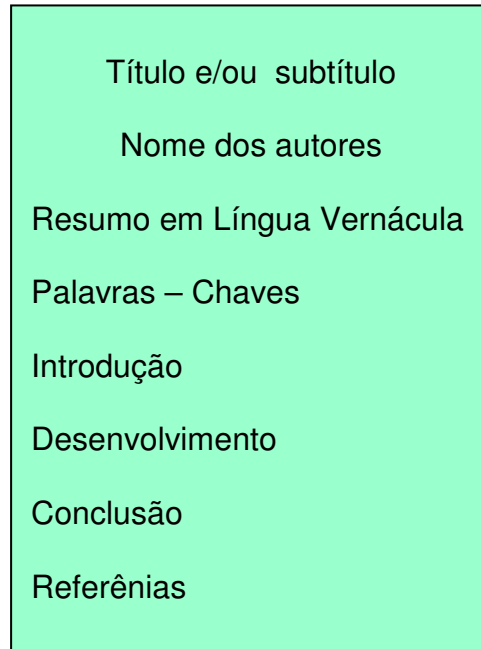 Título e/ou  subtítulo
Nome dos autores
Resumo em Língua Vernácula
Palavras – Chaves
Introdução
Desenvolvimento
Conclusão
Referênias